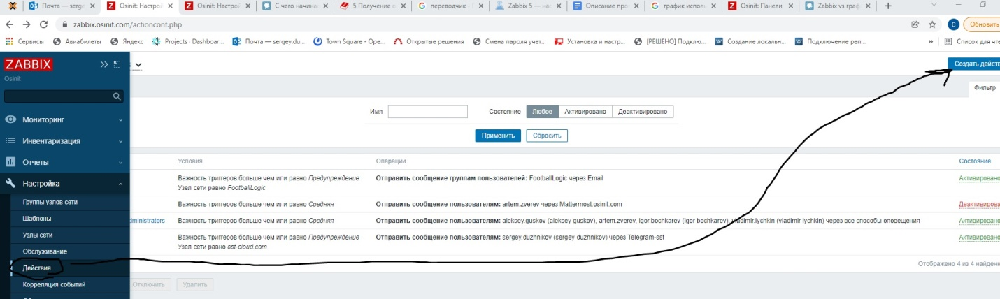 Почта — serge
Osinit: Настрой
Osinit: Настрой
С чего начина
5 Получение о
переводчик -
Zabbix 5 — нас
Описание про
график исполь
Osinit: Панели
Zabbix vs граф
zabbix.osinit.com/actionconf.php
С
Обновить
Сервисы
Авиабилеты
Яндекс
Projects · Dashboar...
Почта — sergey.du...
Town Square - Ope...
Открытые решения
Смена пароля учет...
Установка и настр...
[РЕШЕНО] Подклю...
Создание локальн...
Подключение реп...
»
Список для чте
ZABBIX
Osinit
Создать действ
Фильтр
Имя
Состояние
Любое
Активировано
Деактивировано
Применить
Сбросить
Мониторинг
Инвентаризация
Отчеты
Настройка
Группы узлов сети
Шаблоны
Узлы сети
Обслуживание
Действия
Корреляция событий
Условия
Операции
Состояние
Важность триггеров больше чем или равно Предупреждение
Узел сети равно FootballLogic
Отправить сообщение группам пользователей: FootballLogic через Email
Активировано
Важность триггеров больше чем или равно Средняя
Отправить сообщение пользователям: artem.zverev через Mattermost.osinit.com
Деактивирова
dministrators
Важность триггеров больше чем или равно Средняя
Отправить сообщение пользователям: aleksey.guskov (aleksey guskov), artem.zverev, igor.bochkarev (igor bochkarev), vladimir.lychkin (vladimir lychkin) через все способы оповещения
Активировано
Важность триггеров больше чем или равно Предупреждение
Узел сети равно sst-cloud.com
Отправить сообщение пользователям: sergey.duzhnikov (sergey duzhnikov) через Telegram-sst
Активировано
Отображено 4 из 4 найден
Отключить
Удалить